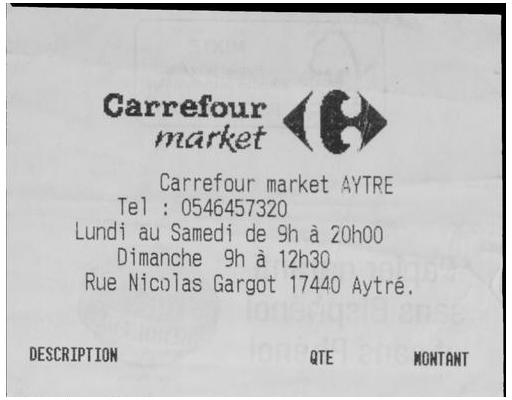 Carrefour
market
Carrefour market AYTRE
Tel : 0546457320
Lundi au Samedi de 9h à 20h00
Dimanche 9h à 12h30
Rue Nicolas Gargot 17440 Aytré.
DESCRIPTION QTE MONTANT